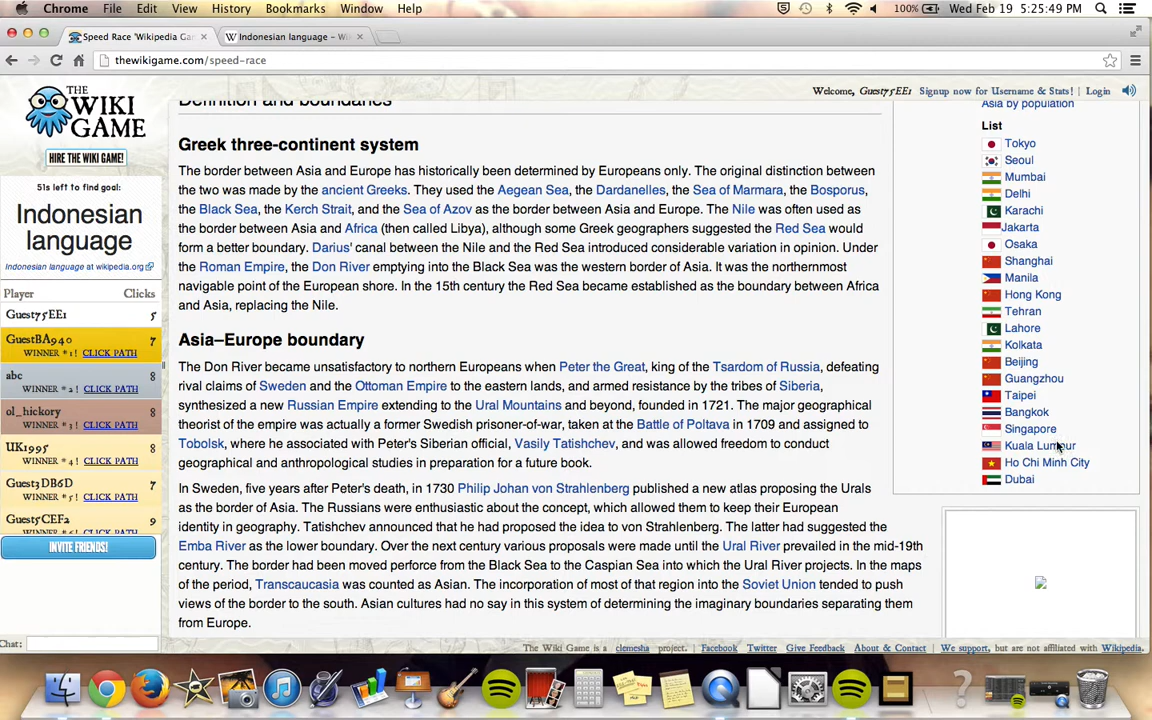 Chrome File Edit View History Bookmarks Window Help 100% Wed Feb 19 5:25:49 PM
Speed Race 'Wikipedia Ga
Indonesian language – Wi
thewikigame.com/speed-race
THE WIKI GAME
Welcome, Guest75EE1 Signup now for Username & Stats! | Login
HIRE THE WIKI GAME!
51s left to find goal:
Indonesian
language
Indonesian language at wikipedia.org
Player Clicks
Guest75EE1 5
GuestBA940 7
WINNER #1! CLICK PATH
abc 8
WINNER #2! CLICK PATH
ol_hickory 8
WINNER #3! CLICK PATH
UK1995 8
WINNER #4! CLICK PATH
Guest3DB6D 7
WINNER #5! CLICK PATH
Guest5CEF2 9
INVITE FRIENDS!
Chat:
Definition and boundaries
Greek three-continent system
The border between Asia and Europe has historically been determined by Europeans only. The original distinction between
the two was made by the ancient Greeks. They used the Aegean Sea, the Dardanelles, the Sea of Marmara, the Bosporus,
the Black Sea, the Kerch Strait, and the Sea of Azov as the border between Asia and Europe. The Nile was often used as
the border between Asia and Africa (then called Libya), although some Greek geographers suggested the Red Sea would
form a better boundary. Darius' canal between the Nile and the Red Sea introduced considerable variation in opinion. Under
the Roman Empire, the Don River emptying into the Black Sea was the western border of Asia. It was the northernmost
navigable point of the European shore. In the 15th century the Red Sea became established as the boundary between Africa
and Asia, replacing the Nile.
Asia–Europe boundary
The Don River became unsatisfactory to northern Europeans when Peter the Great, king of the Tsardom of Russia, defeating
rival claims of Sweden and the Ottoman Empire to the eastern lands, and armed resistance by the tribes of Siberia,
synthesized a new Russian Empire extending to the Ural Mountains and beyond, founded in 1721. The major geographical
theorist of the empire was actually a former Swedish prisoner-of-war, taken at the Battle of Poltava in 1709 and assigned to
Tobolsk, where he associated with Peter's Siberian official, Vasily Tatishchev, and was allowed freedom to conduct
geographical and anthropological studies in preparation for a future book.
In Sweden, five years after Peter's death, in 1730 Philip Johan von Strahlenberg published a new atlas proposing the Urals
as the border of Asia. The Russians were enthusiastic about the concept, which allowed them to keep their European
identity in geography. Tatishchev announced that he had proposed the idea to von Strahlenberg. The latter had suggested the
Emba River as the lower boundary. Over the next century various proposals were made until the Ural River prevailed in the mid-19th
century. The border had been moved perforce from the Black Sea to the Caspian Sea into which the Ural River projects. In the maps
of the period, Transcaucasia was counted as Asian. The incorporation of most of that region into the Soviet Union tended to push
views of the border to the south. Asian cultures had no say in this system of determining the imaginary boundaries separating them
from Europe.
Asia by population
List
Tokyo
Seoul
Mumbai
Delhi
Karachi
Jakarta
Osaka
Shanghai
Manila
Hong Kong
Tehran
Lahore
Kolkata
Beijing
Guangzhou
Taipei
Bangkok
Singapore
Kuala Lumpur
Ho Chi Minh City
Dubai
The Wiki Game is a clemesha project. | Facebook Twitter Give Feedback About & Contact | We support, but are not affiliated with Wikipedia.